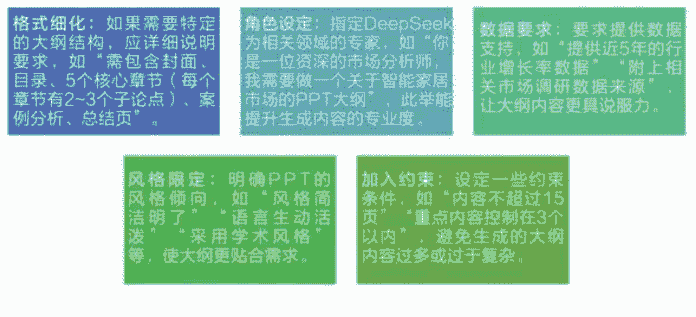 格式细化：如果需要特定
的大纲结构，应详细说明
要求，如“需包含封面、
目录、5个核心章节（每个
章节有2~3个子论点）、案
例分析、总结页”。
角色设定：指定DeepSeek
为相关领域的专家，如“你
是一位资深的市场分析师，
我需要做一个关于智能家居
市场的PPT大纲”，此举能
提升生成内容的专业度。
数据要求：要求提供数据
支持，如“提供近5年的行
业增长率数据”“附上相
关市场调研数据来源”，
让大纲内容更具说服力。
风格限定：明确PPT的
风格倾向，如“风格简
洁明了”“语言生动活
泼”“采用学术风格”
等，使大纲更贴合需求。
加入约束：设定一些约束
条件，如“内容不超过15
页”“重点内容控制在3个
以内”，避免生成的大纲
内容过多或过于复杂。